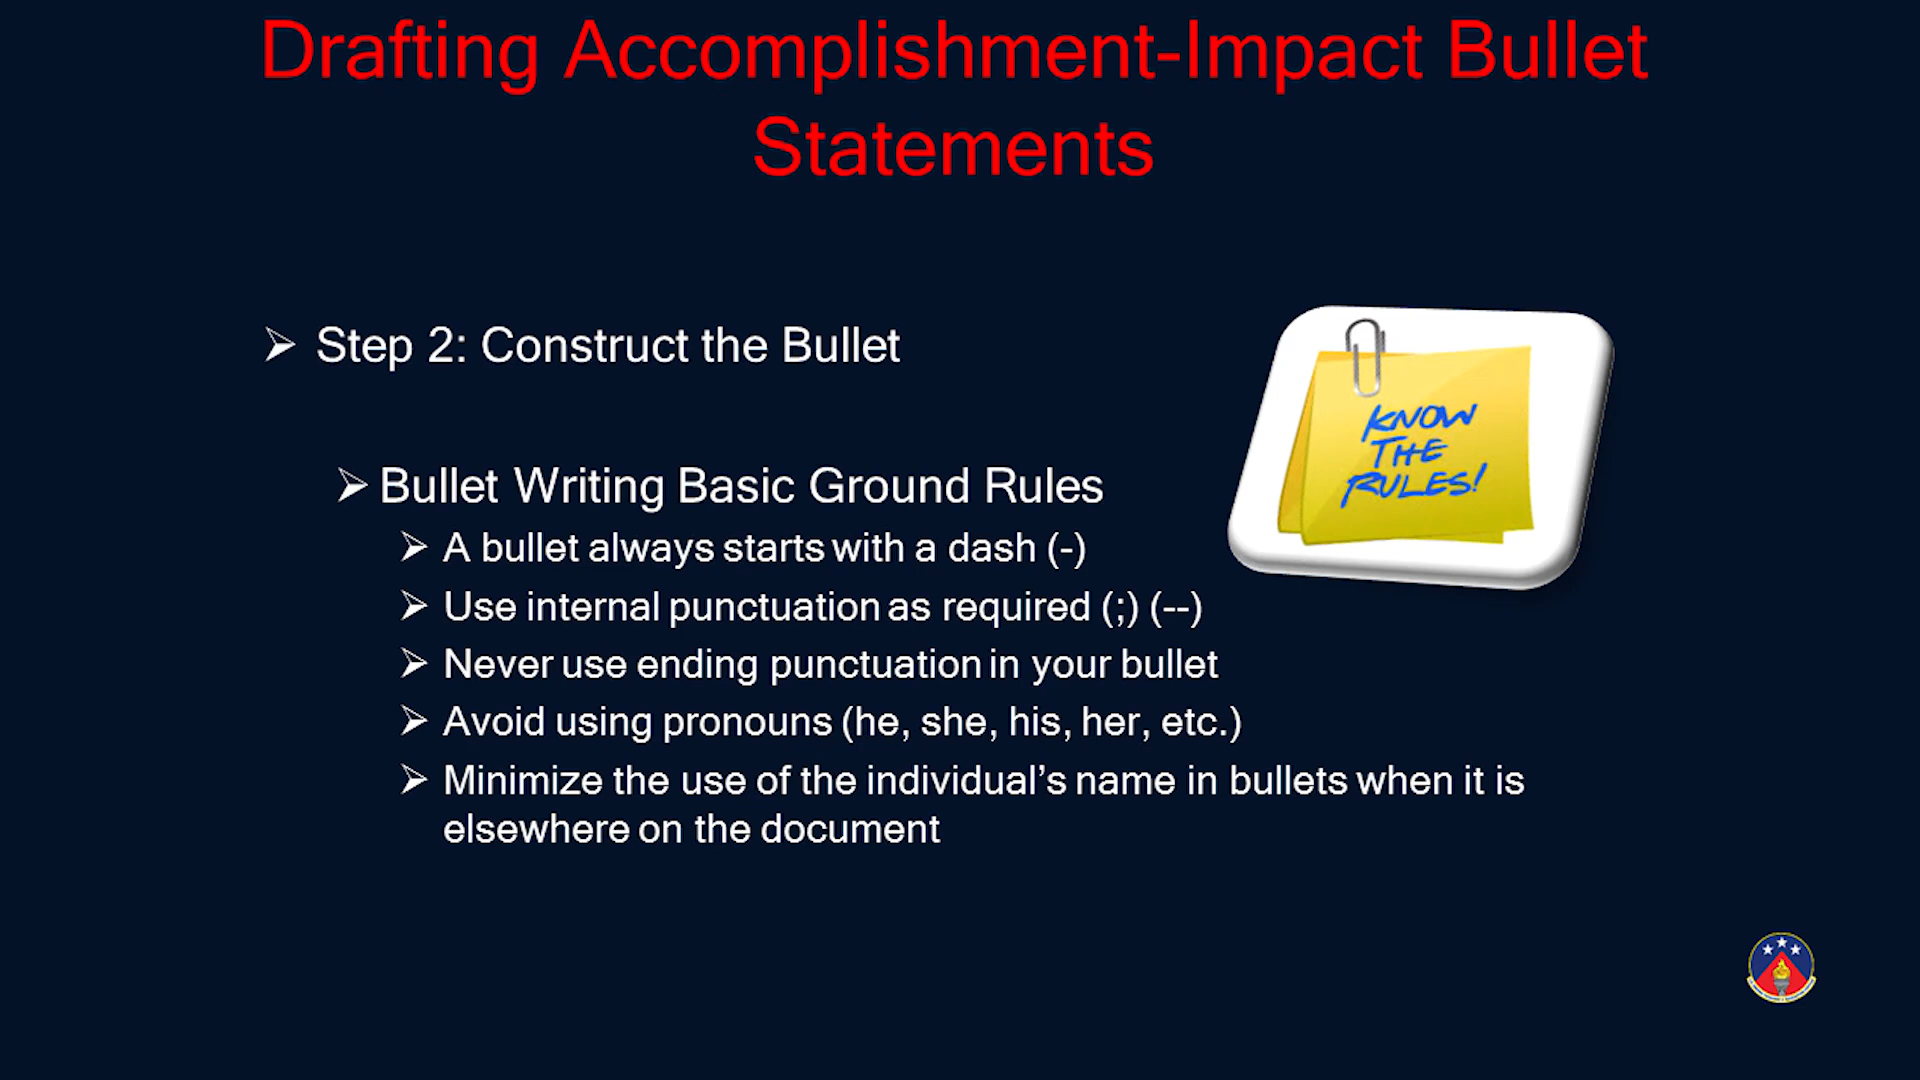 Drafting Accomplishment-Impact Bullet
Statements
Step 2: Construct the Bullet
KNOW
THE
RULES!
Bullet Writing Basic Ground Rules
A bullet always starts with a dash (-)
Use internal punctuation as required (;) (--)
Never use ending punctuation in your bullet
Avoid using pronouns (he, she, his, her, etc.)
Minimize the use of the individual’s name in bullets when it is
elsewhere on the document